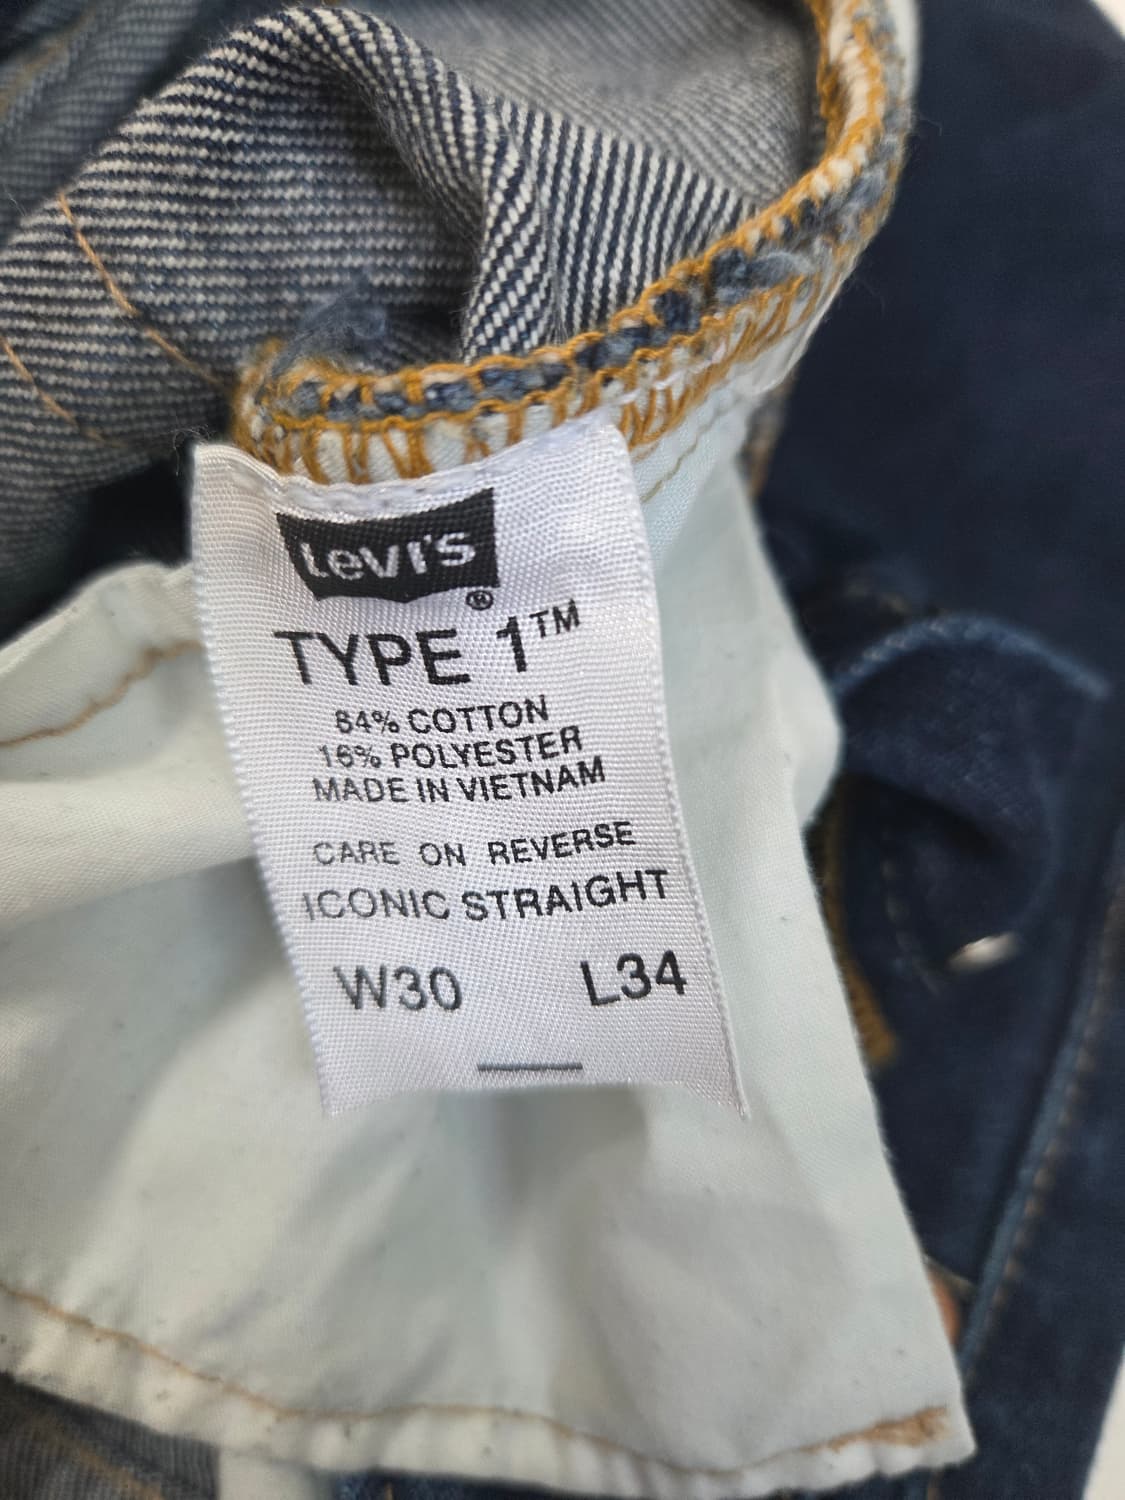 Levi's®
TYPE 1™
84% COTTON
16% POLYESTER
MADE IN VIETNAM
CARE ON REVERSE
ICONIC STRAIGHT
W30 L34